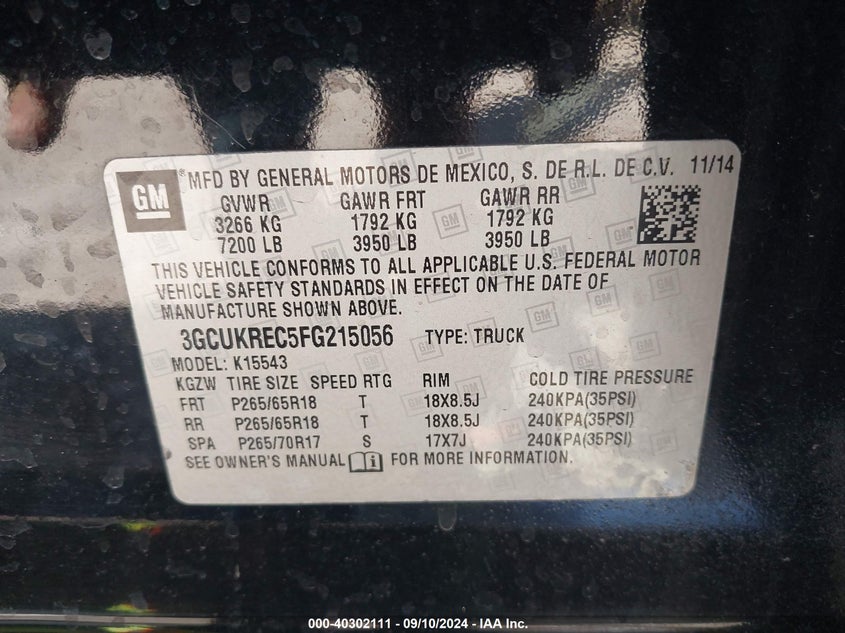 GM ®MFD BY GENERAL MOTORS DE MEXICO, S. DE R.L. DE C.V. 11/14
GVWR GAWR FRT GAWR RR
3266 KG 1792 KG 1792 KG
7200 LB 3950 LB 3950 LB
THIS VEHICLE CONFORMS TO ALL APPLICABLE U.S. FEDERAL MOTOR
VEHICLE SAFETY STANDARDS IN EFFECT ON THE DATE OF
MANUFACTURE SHOWN ABOVE.
3GCUKREC5FG215056 TYPE: TRUCK
MODEL: K15543
KGZW TIRE SIZE SPEED RTG RIM COLD TIRE PRESSURE
FRT P265/65R18 T 18X8.5J 240KPA(35PSI)
RR P265/65R18 T 18X8.5J 240KPA(35PSI)
SPA P265/70R17 S 17X7J 240KPA(35PSI)
SEE OWNER'S MANUAL FOR MORE INFORMATION.
000-40302111 - 09/10/2024 - IAA Inc.